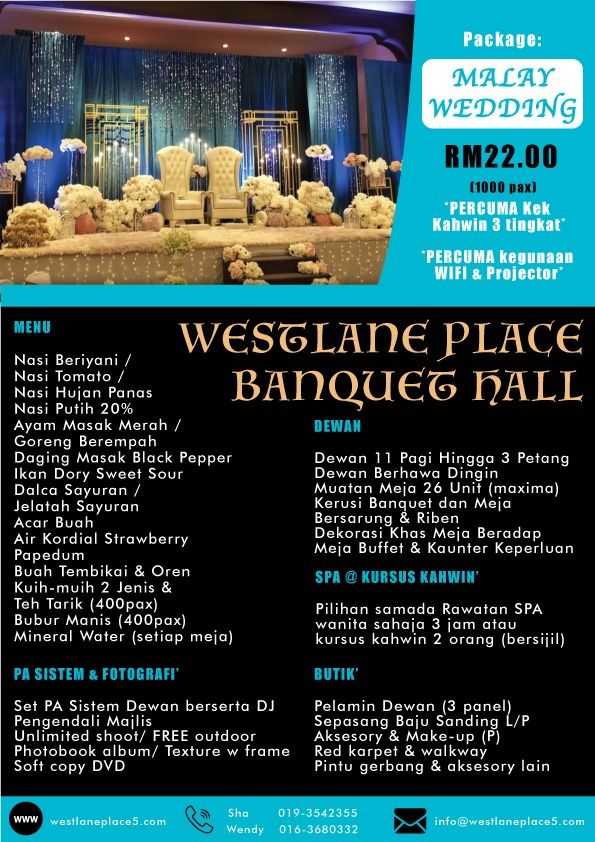 Package:
MALAY
WEDDING
RM22.00
(1000 pax)
*PERCUMA Kek
Kahwin 3 tingkat*
*PERCUMA kegunaan
WIFI & Projector*
WESTLANE PLACE
BANQUET HALL
MENU
Nasi Beriyani /
Nasi Tomato /
Nasi Hujan Panas
Nasi Putih 20%
Ayam Masak Merah /
Goreng Berempah
Daging Masak Black Pepper
Ikan Dory Sweet Sour
Dalca Sayuran /
Jelatah Sayuran
Acar Buah
Air Kordial Strawberry
Papedum
Buah Tembikai & Oren
Kuih-muih 2 Jenis &
Teh Tarik (400pax)
Bubur Manis (400pax)
Mineral Water (setiap meja)
PA SISTEM & FOTOGRAFI'
Set PA Sistem Dewan berserta DJ
Pengendali Majlis
Unlimited shoot/ FREE outdoor
Photobook album/ Texture w frame
Soft copy DVD
DEWAN
Dewan 11 Pagi Hingga 3 Petang
Dewan Berhawa Dingin
Muatan Meja 26 Unit (maxima)
Kerusi Banquet dan Meja
Bersarung & Riben
Dekorasi Khas Meja Beradap
Meja Buffet & Kaunter Keperluan
SPA @ KURSUS KAHWIN'
Pilihan samada Rawatan SPA
wanita sahaja 3 jam atau
kursus kahwin 2 orang (bersijil)
BUTIK'
Pelamin Dewan (3 panel)
Sepasang Baju Sanding L/P
Aksesory & Make-up (P)
Red karpet & walkway
Pintu gerbang & aksesory lain
www westlaneplace5.com
Sha 019-3542355
Wendy 016-3680332
info@westlaneplace5.com